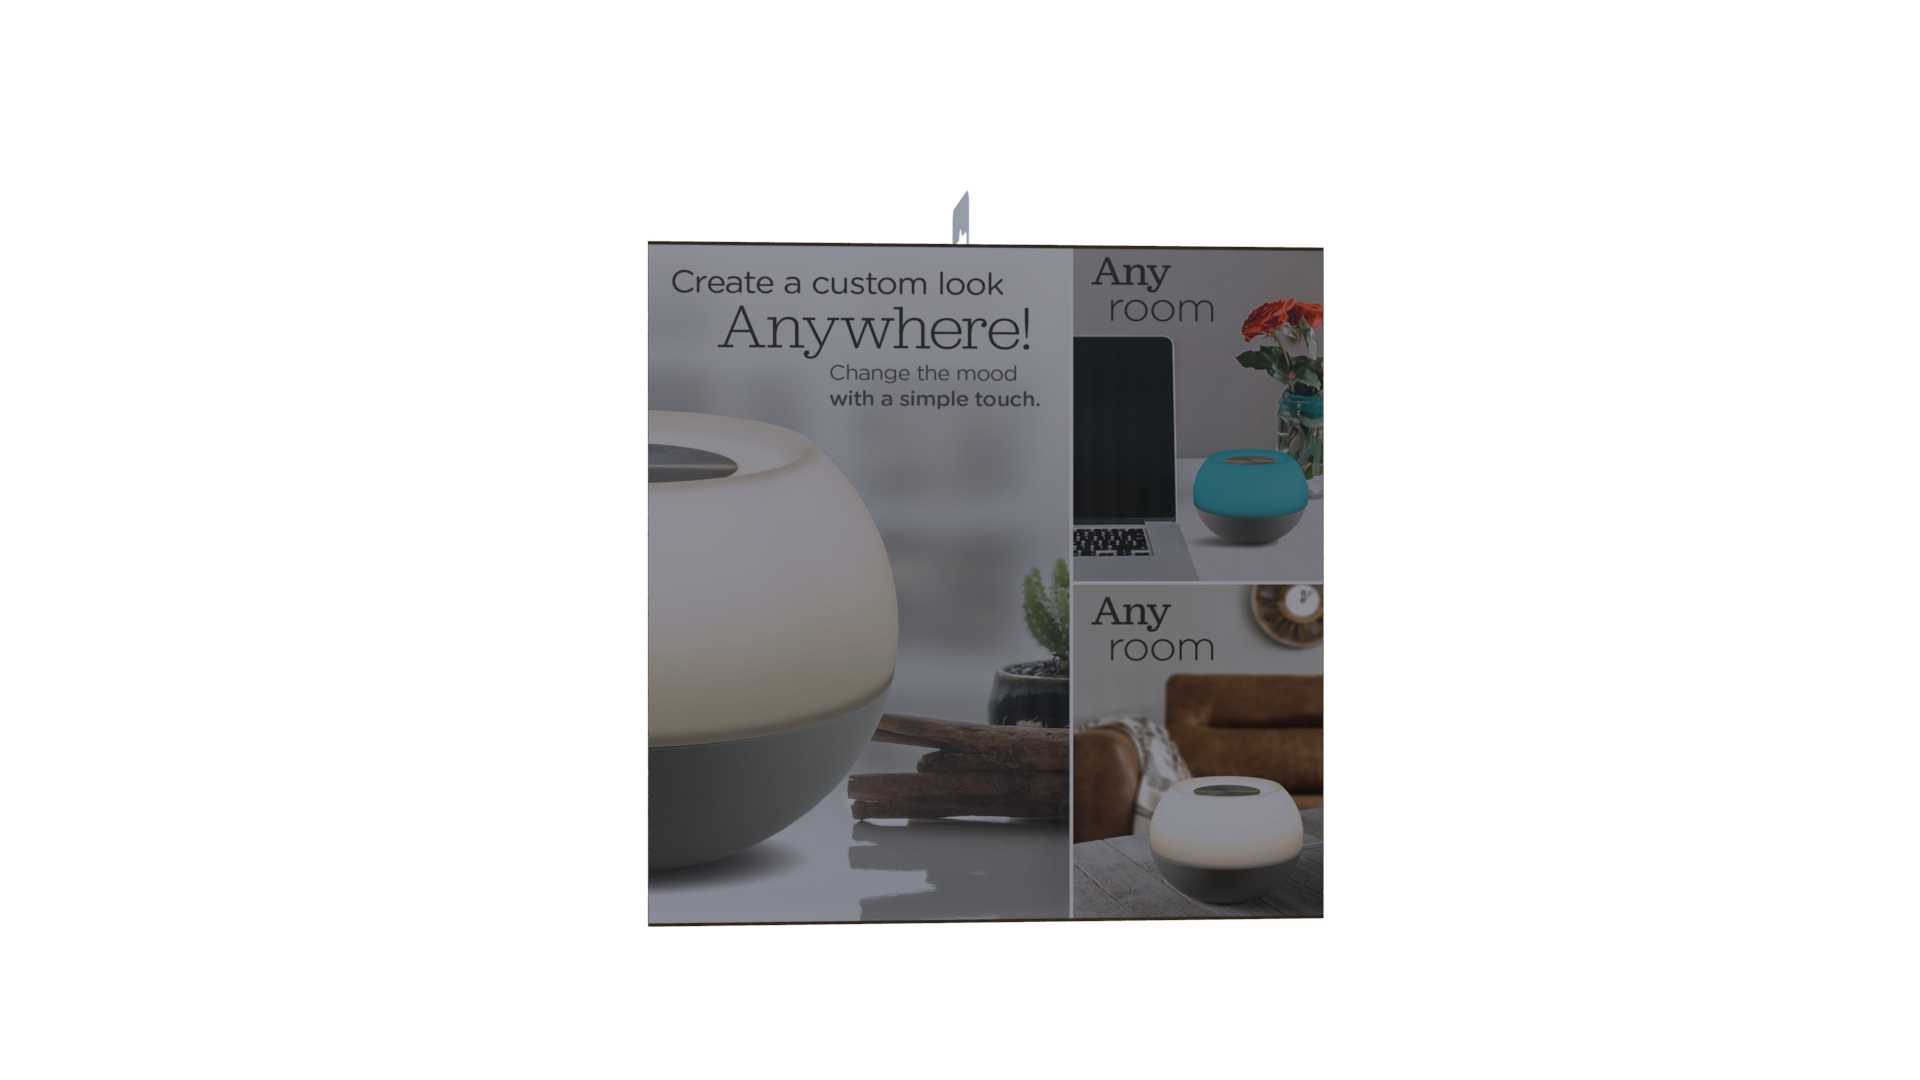 Create a custom look
Anywhere!
Change the mood
with a simple touch.
Any
room
Any
room